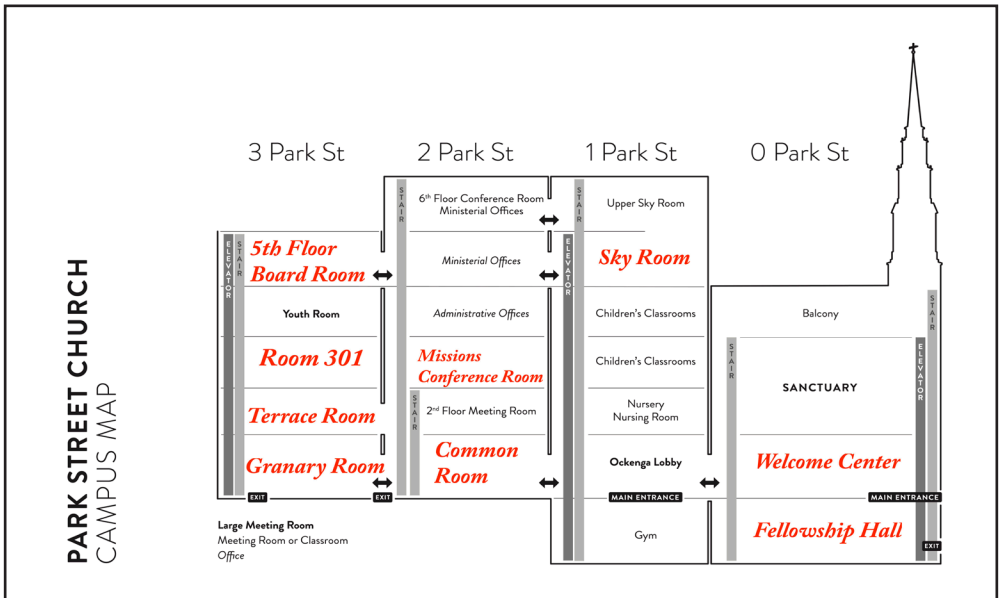 PARK STREET CHURCH
CAMPUS MAP
3 Park St
2 Park St
1 Park St
0 Park St
ELEVATOR
STAIR
5th Floor
Board Room
Youth Room
Room 301
Terrace Room
Granary Room
EXIT
EXIT
STAIR
6th Floor Conference Room
Ministerial Offices
Ministerial Offices
Administrative Offices
Missions
Conference Room
STAIR
2nd Floor Meeting Room
Common
Room
STAIR
ELEVATOR
Upper Sky Room
Sky Room
Children's Classrooms
Children's Classrooms
Nursery
Nursing Room
Ockenga Lobby
MAIN ENTRANCE
Gym
STAIR
Balcony
SANCTUARY
Welcome Center
MAIN ENTRANCE
Fellowship Hall
EXIT
STAIR
ELEVATOR
Large Meeting Room
Meeting Room or Classroom
Office